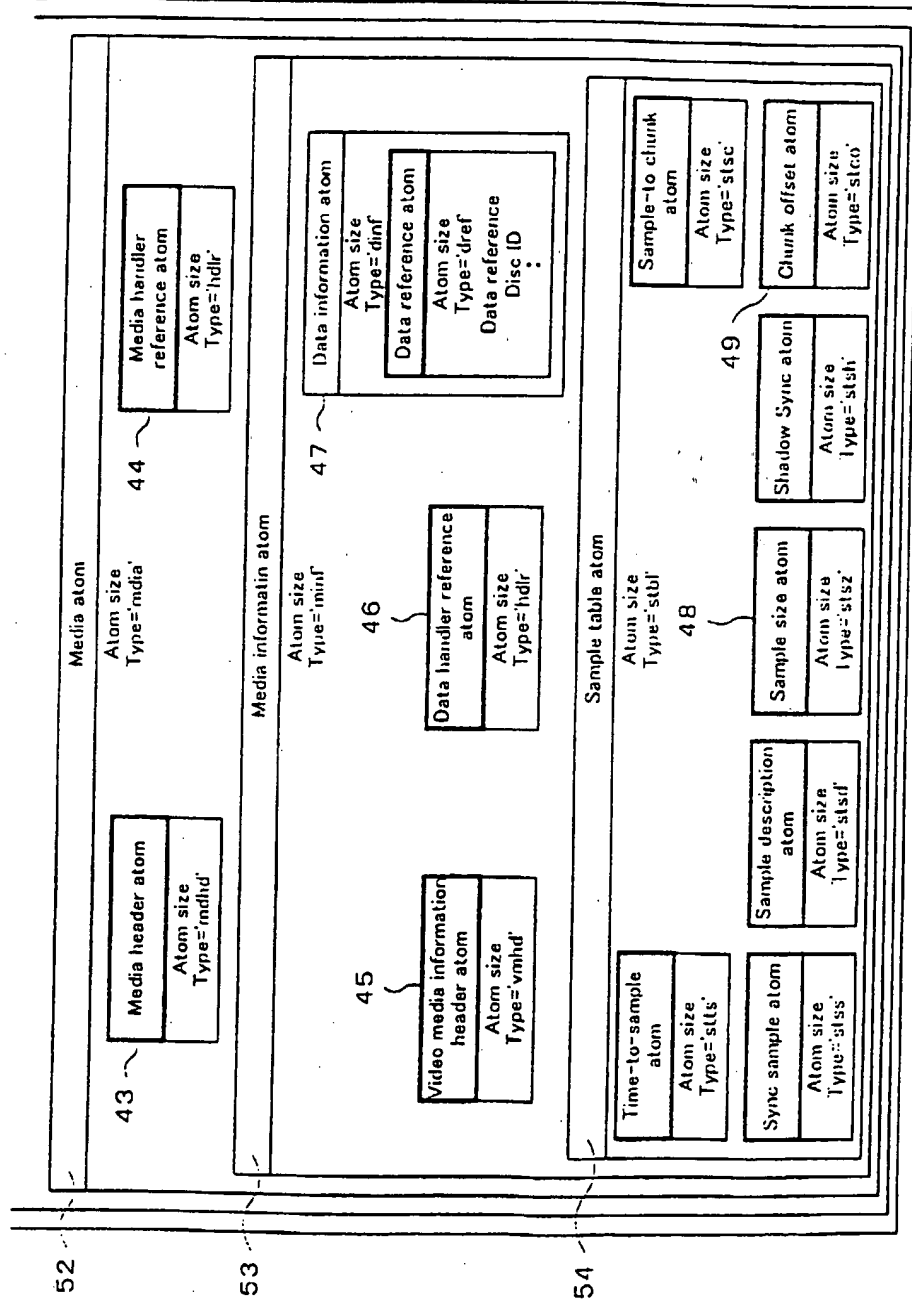 52
Media atom
Atom size
Type='mdia'
43
Media header atom
Atom size
Type='mdhd'
44
Media handler
reference atom
Atom size
Type='hdlr'
53
Media informatin atom
Atom size
Type='minf'
45
Video media information
header atom
Atom size
Type='vmhd'
46
Data handler reference
atom
Atom size
Type='hdlr'
47
Data information atom
Atom size
Type='dinf'
Data reference atom
Atom size
Type='dref'
Data reference
Disc ID
54
Sample table atom
Atom size
Type='stbl'
Time-to-sample
atom
Atom size
Type='stts'
Sample-to chunk
atom
Atom size
Type='stsc'
Sync sample atom
Atom size
Type='stss'
Sample description
atom
Atom size
Type='stsd'
48
Sample size atom
Atom size
Type='stsz'
Shadow Sync atom
Atom size
Type='stsh'
49
Chunk offset atom
Atom size
Type='stco'